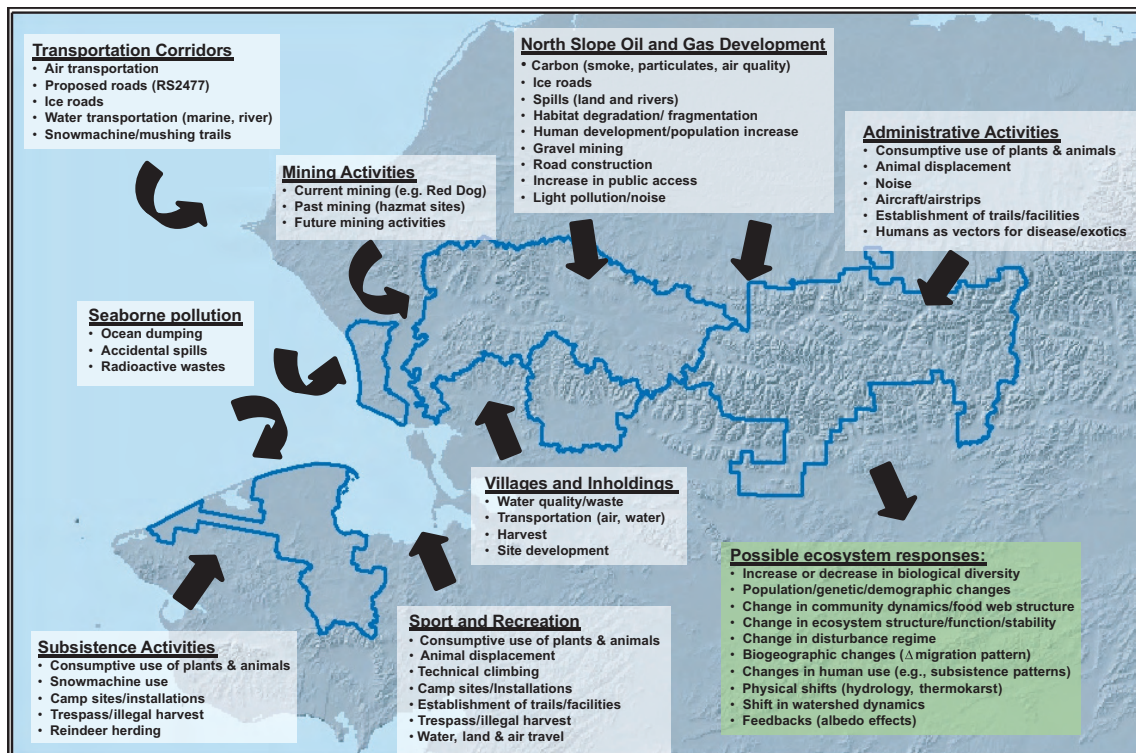 Transportation Corridors
• Air transportation
• Proposed roads (RS2477)
• Ice roads
• Water transportation (marine, river)
• Snowmachine/mushing trails
North Slope Oil and Gas Development
• Carbon (smoke, particulates, air quality)
• Ice roads
• Spills (land and rivers)
• Habitat degradation/ fragmentation
• Human development/population increase
• Gravel mining
• Road construction
• Increase in public access
• Light pollution/noise
Administrative Activities
• Consumptive use of plants & animals
• Animal displacement
• Noise
• Aircraft/airstrips
• Establishment of trails/facilities
• Humans as vectors for disease/exotics
Mining Activities
• Current mining (e.g. Red Dog)
• Past mining (hazmat sites)
• Future mining activities
Seaborne pollution
• Ocean dumping
• Accidental spills
• Radioactive wastes
Villages and Inholdings
• Water quality/waste
• Transportation (air, water)
• Harvest
• Site development
Possible ecosystem responses:
• Increase or decrease in biological diversity
• Population/genetic/demographic changes
• Change in community dynamics/food web structure
• Change in ecosystem structure/function/stability
• Change in disturbance regime
• Biogeographic changes (Δ migration pattern)
• Changes in human use (e.g., subsistence patterns)
• Physical shifts (hydrology, thermokarst)
• Shift in watershed dynamics
• Feedbacks (albedo effects)
Subsistence Activities
• Consumptive use of plants & animals
• Snowmachine use
• Camp sites/installations
• Trespass/illegal harvest
• Reindeer herding
Sport and Recreation
• Consumptive use of plants & animals
• Animal displacement
• Technical climbing
• Camp sites/Installations
• Establishment of trails/facilities
• Trespass/illegal harvest
• Water, land & air travel